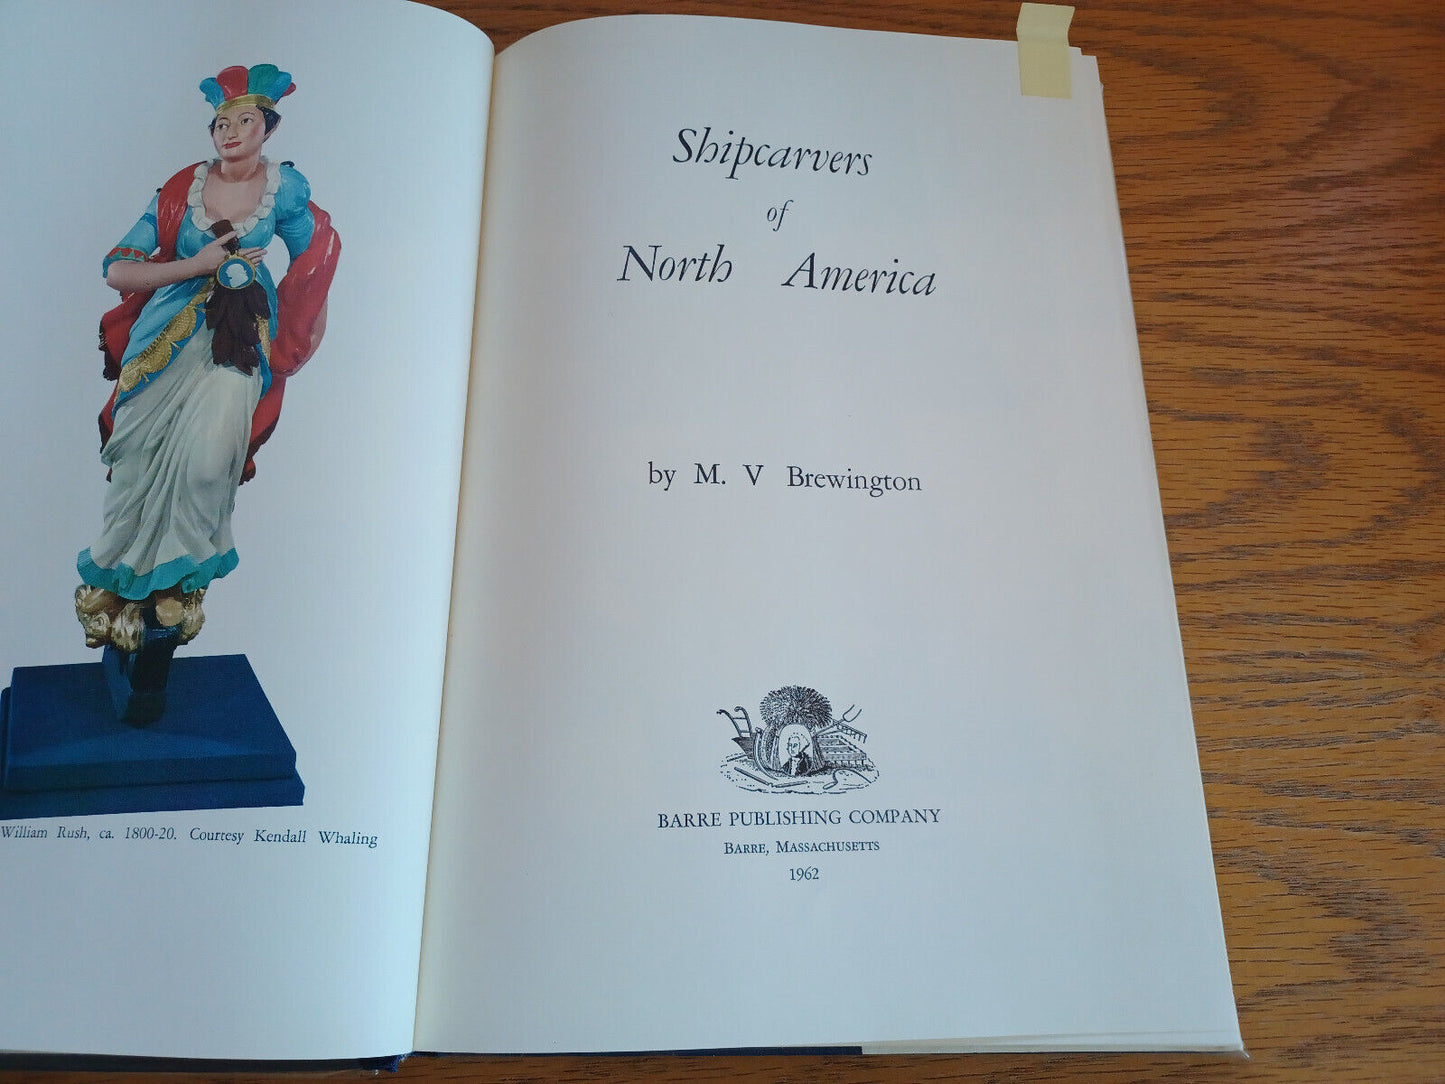 William Rush, ca. 1800-20. Courtesy Kendall Whaling
Shipcarvers
of
North America
by M. V Brewington
BARRE PUBLISHING COMPANY
BARRE, MASSACHUSETTS
1962